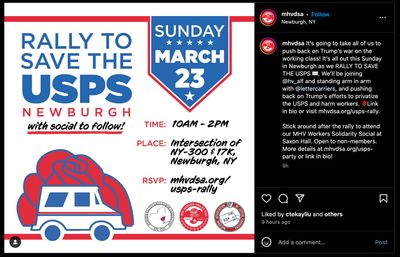 RALLY TO
SAVE THE
USPS
NEWBURGH
with social to follow!
SUNDAY
MARCH
23
TIME: 10AM - 2PM
PLACE: Intersection of
NY-300 & 17K,
Newburgh, NY
RSVP: mhvdsa.org/
usps-rally
mhvdsa • Follow
Newburgh, NY
mhvdsa It's going to take all of us to
push back on Trump's war on the
working class! It's all out this Sunday
in Newburgh as we RALLY TO SAVE
THE USPS 📧. We'll be joining
@hv_alf and standing arm in arm
with @lettercarriers, and pushing
back on Trump's efforts to privatize
the USPS and harm workers. 🌹Link
in bio or visit mhvdsa.org/usps-rally.
Stick around after the rally to attend
our MHV Workers Solidarity Social at
Saxon Hall. Open to non-members.
More details at mhvdsa.org/usps-
party or link in bio!
9h
Liked by ctekayliu and others
9 hours ago
Add a comment...
Post